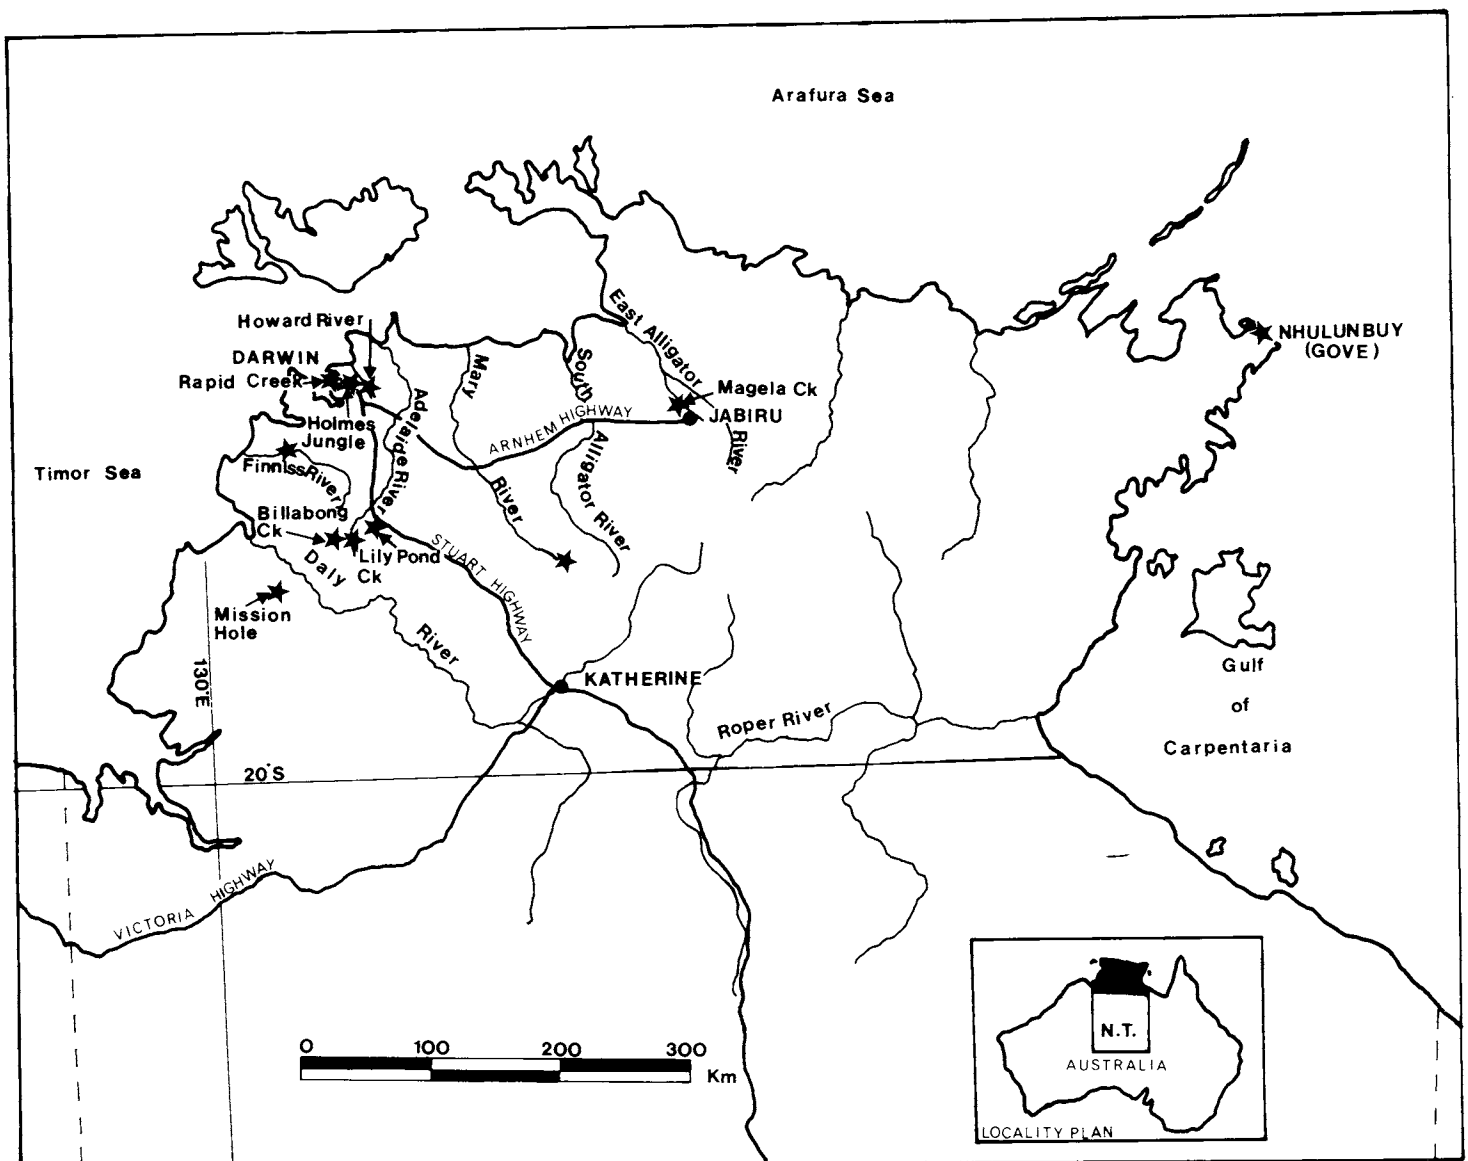 Arafura Sea
Howard River
DARWIN
Rapid Creek
Holmes
Jungle
Timor Sea
Finniss River
Billabong
Ck
Lily Pond
Ck
Mission
Hole
Daly
River
Adelaide River
Mary
River
South
Alligator River
East Alligator
River
Magela Ck
JABIRU
ARNHEM HIGHWAY
STUART HIGHWAY
NHULUNBUY
(GOVE)
KATHERINE
Roper River
Gulf
of
Carpentaria
130°E
20°S
VICTORIA HIGHWAY
0 100 200 300
Km
N.T.
AUSTRALIA
LOCALITY PLAN